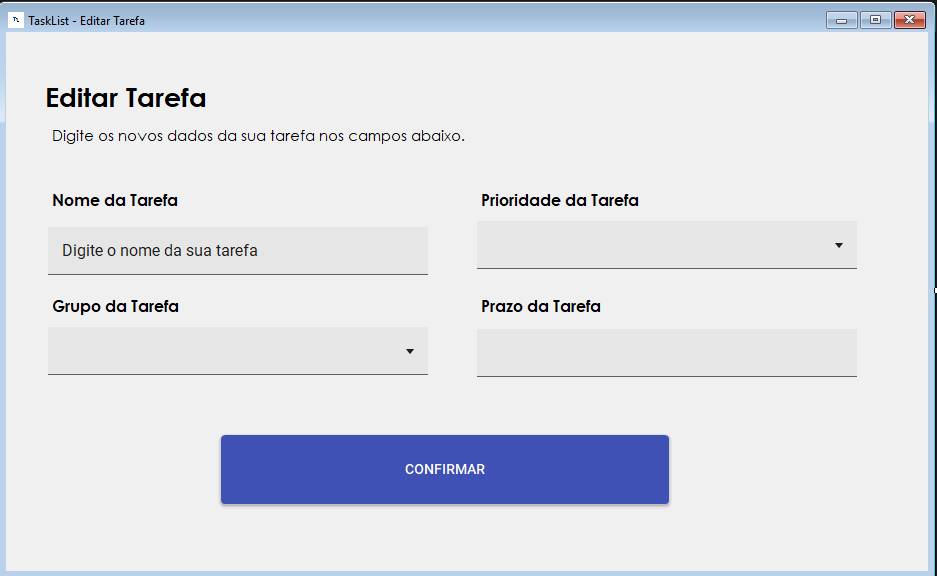 TL
TaskList - Editar Tarefa
Editar Tarefa
Digite os novos dados da sua tarefa nos campos abaixo.
Nome da Tarefa
Prioridade da Tarefa
Digite o nome da sua tarefa
Grupo da Tarefa
Prazo da Tarefa
CONFIRMAR